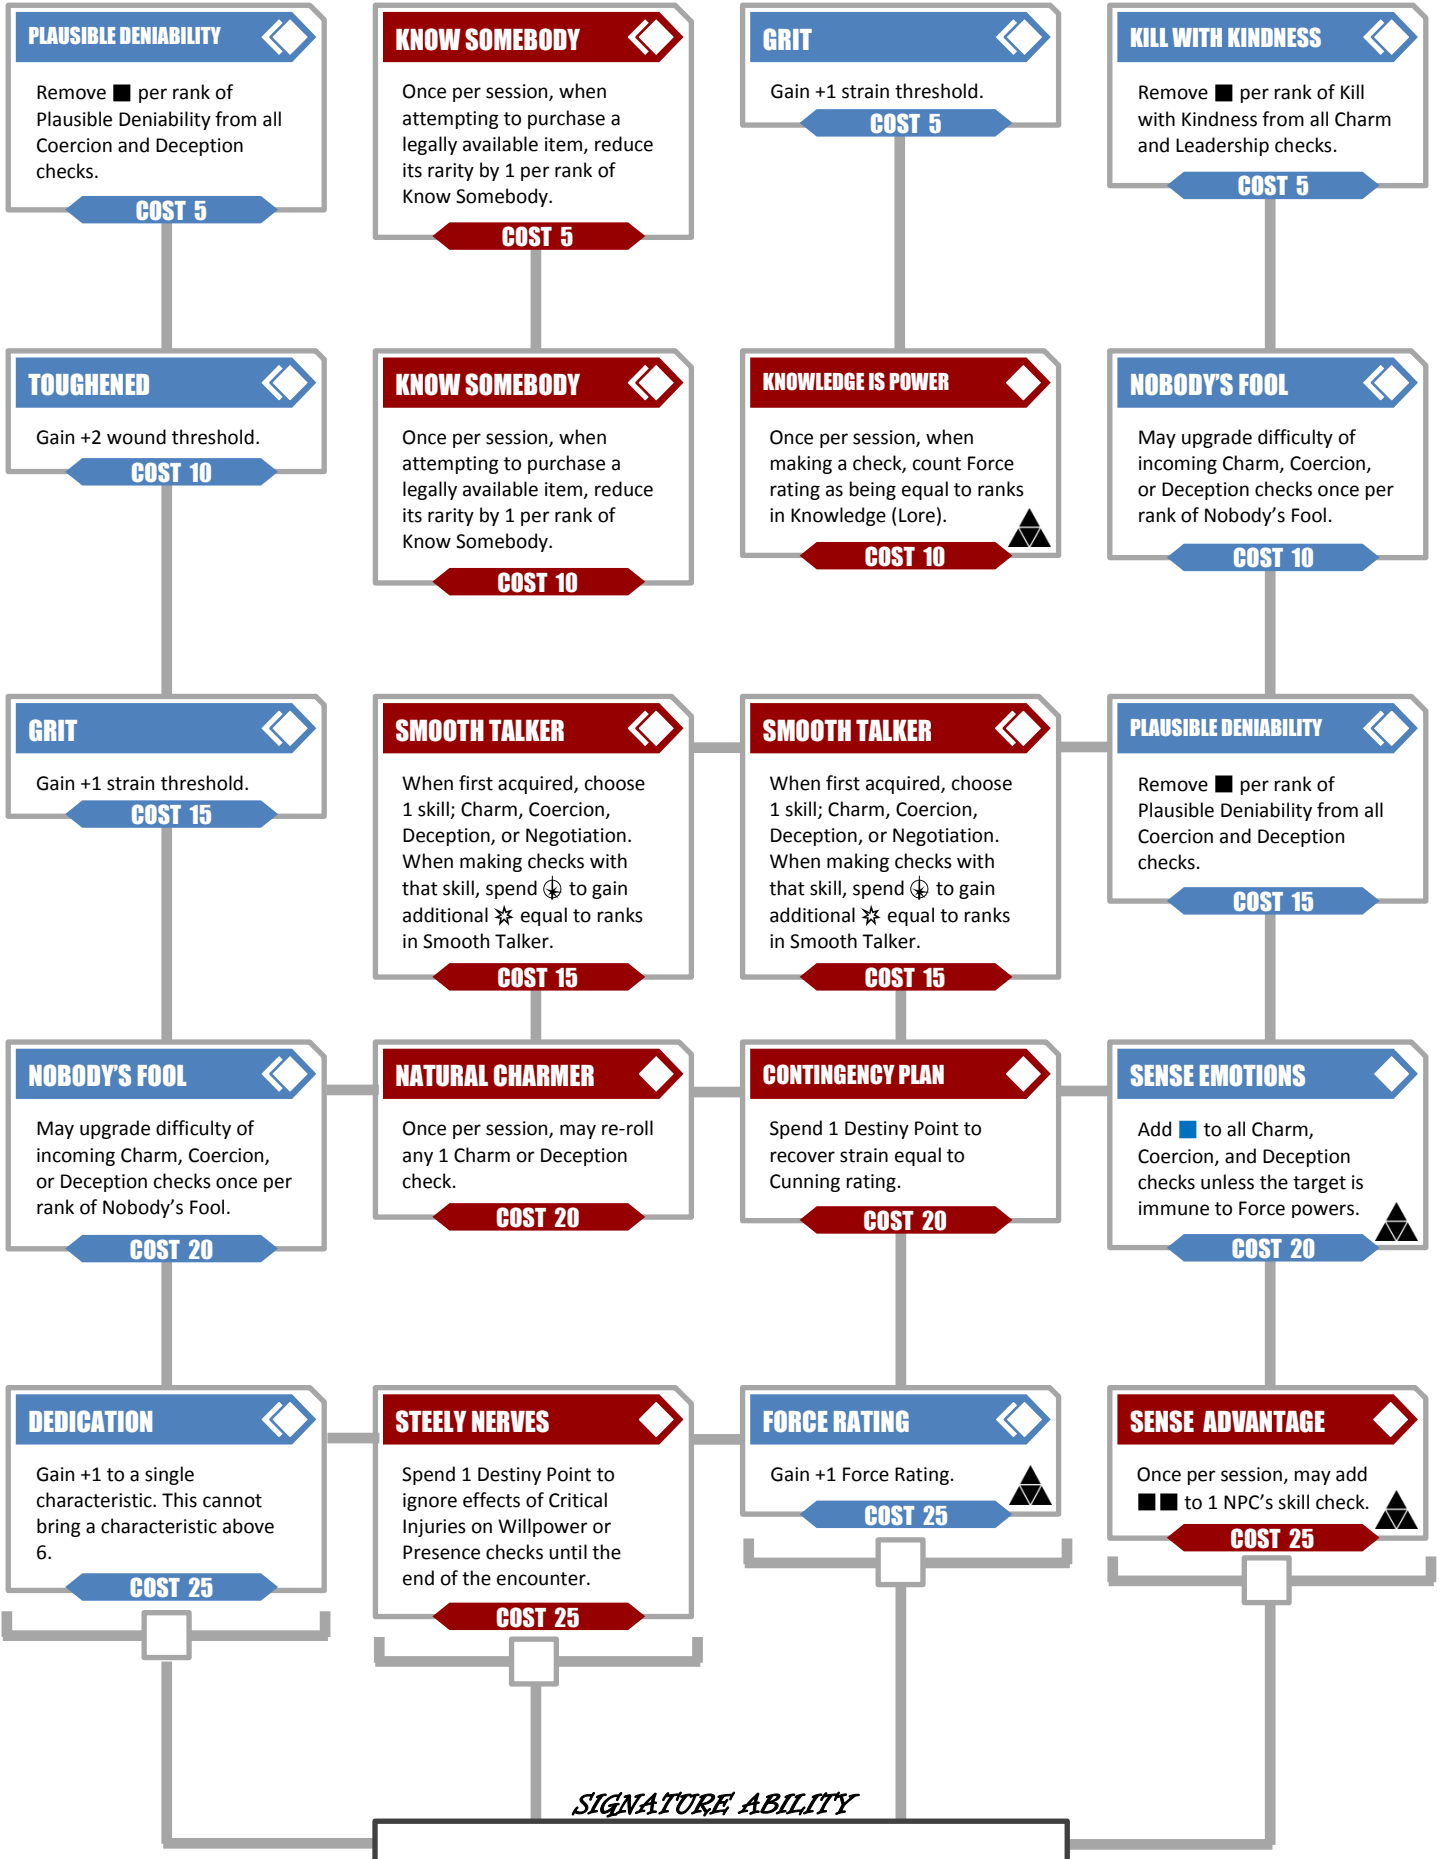 PLAUSIBLE DENIABILITY
Remove ■ per rank of
Plausible Deniability from all
Coercion and Deception
checks.
COST 5
KNOW SOMEBODY
Once per session, when
attempting to purchase a
legally available item, reduce
its rarity by 1 per rank of
Know Somebody.
COST 5
GRIT
Gain +1 strain threshold.
COST 5
KILL WITH KINDNESS
Remove ■ per rank of Kill
with Kindness from all Charm
and Leadership checks.
COST 5
TOUGHENED
Gain +2 wound threshold.
COST 10
KNOW SOMEBODY
Once per session, when
attempting to purchase a
legally available item, reduce
its rarity by 1 per rank of
Know Somebody.
COST 10
KNOWLEDGE IS POWER
Once per session, when
making a check, count Force
rating as being equal to ranks
in Knowledge (Lore).
COST 10
NOBODY'S FOOL
May upgrade difficulty of
incoming Charm, Coercion,
or Deception checks once per
rank of Nobody's Fool.
COST 10
GRIT
Gain +1 strain threshold.
COST 15
SMOOTH TALKER
When first acquired, choose
1 skill; Charm, Coercion,
Deception, or Negotiation.
When making checks with
that skill, spend to gain
additional equal to ranks
in Smooth Talker.
COST 15
SMOOTH TALKER
When first acquired, choose
1 skill; Charm, Coercion,
Deception, or Negotiation.
When making checks with
that skill, spend to gain
additional equal to ranks
in Smooth Talker.
COST 15
PLAUSIBLE DENIABILITY
Remove ■ per rank of
Plausible Deniability from all
Coercion and Deception
checks.
COST 15
NOBODY'S FOOL
May upgrade difficulty of
incoming Charm, Coercion,
or Deception checks once per
rank of Nobody's Fool.
COST 20
NATURAL CHARMER
Once per session, may re-roll
any 1 Charm or Deception
check.
COST 20
CONTINGENCY PLAN
Spend 1 Destiny Point to
recover strain equal to
Cunning rating.
COST 20
SENSE EMOTIONS
Add ■ to all Charm,
Coercion, and Deception
checks unless the target is
immune to Force powers.
COST 20
DEDICATION
Gain +1 to a single
characteristic. This cannot
bring a characteristic above
6.
COST 25
STEELY NERVES
Spend 1 Destiny Point to
ignore effects of Critical
Injuries on Willpower or
Presence checks until the
end of the encounter.
COST 25
FORCE RATING
Gain +1 Force Rating.
COST 25
SENSE ADVANTAGE
Once per session, may add
■■ to 1 NPC's skill check.
COST 25
SIGNATURE ABILITY